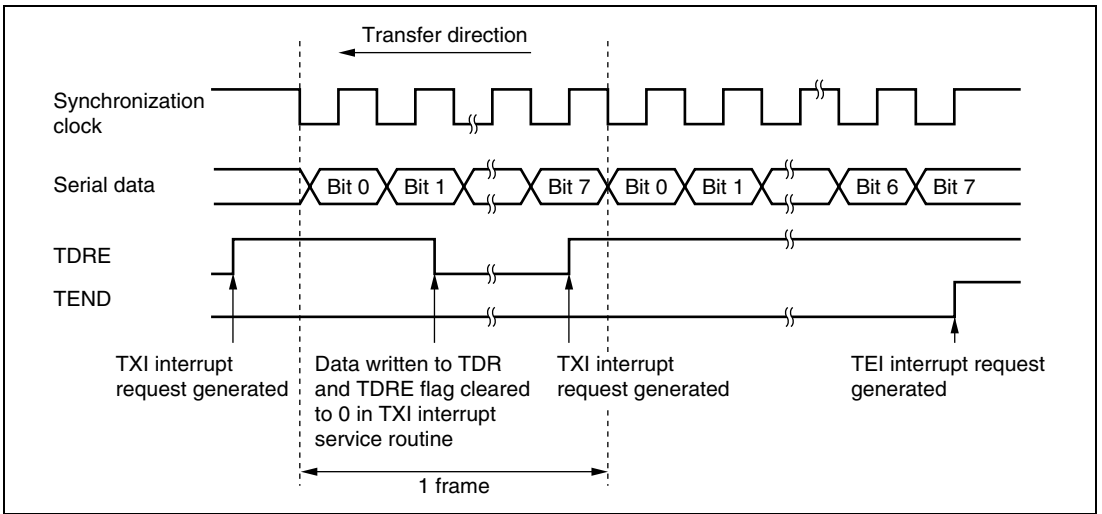 Transfer direction
Synchronization
clock
Serial data
Bit 0
Bit 1
Bit 7
Bit 0
Bit 1
Bit 6
Bit 7
TDRE
TEND
TXI interrupt
request generated
Data written to TDR
and TDRE flag cleared
to 0 in TXI interrupt
service routine
TXI interrupt
request generated
TEI interrupt request
generated
1 frame